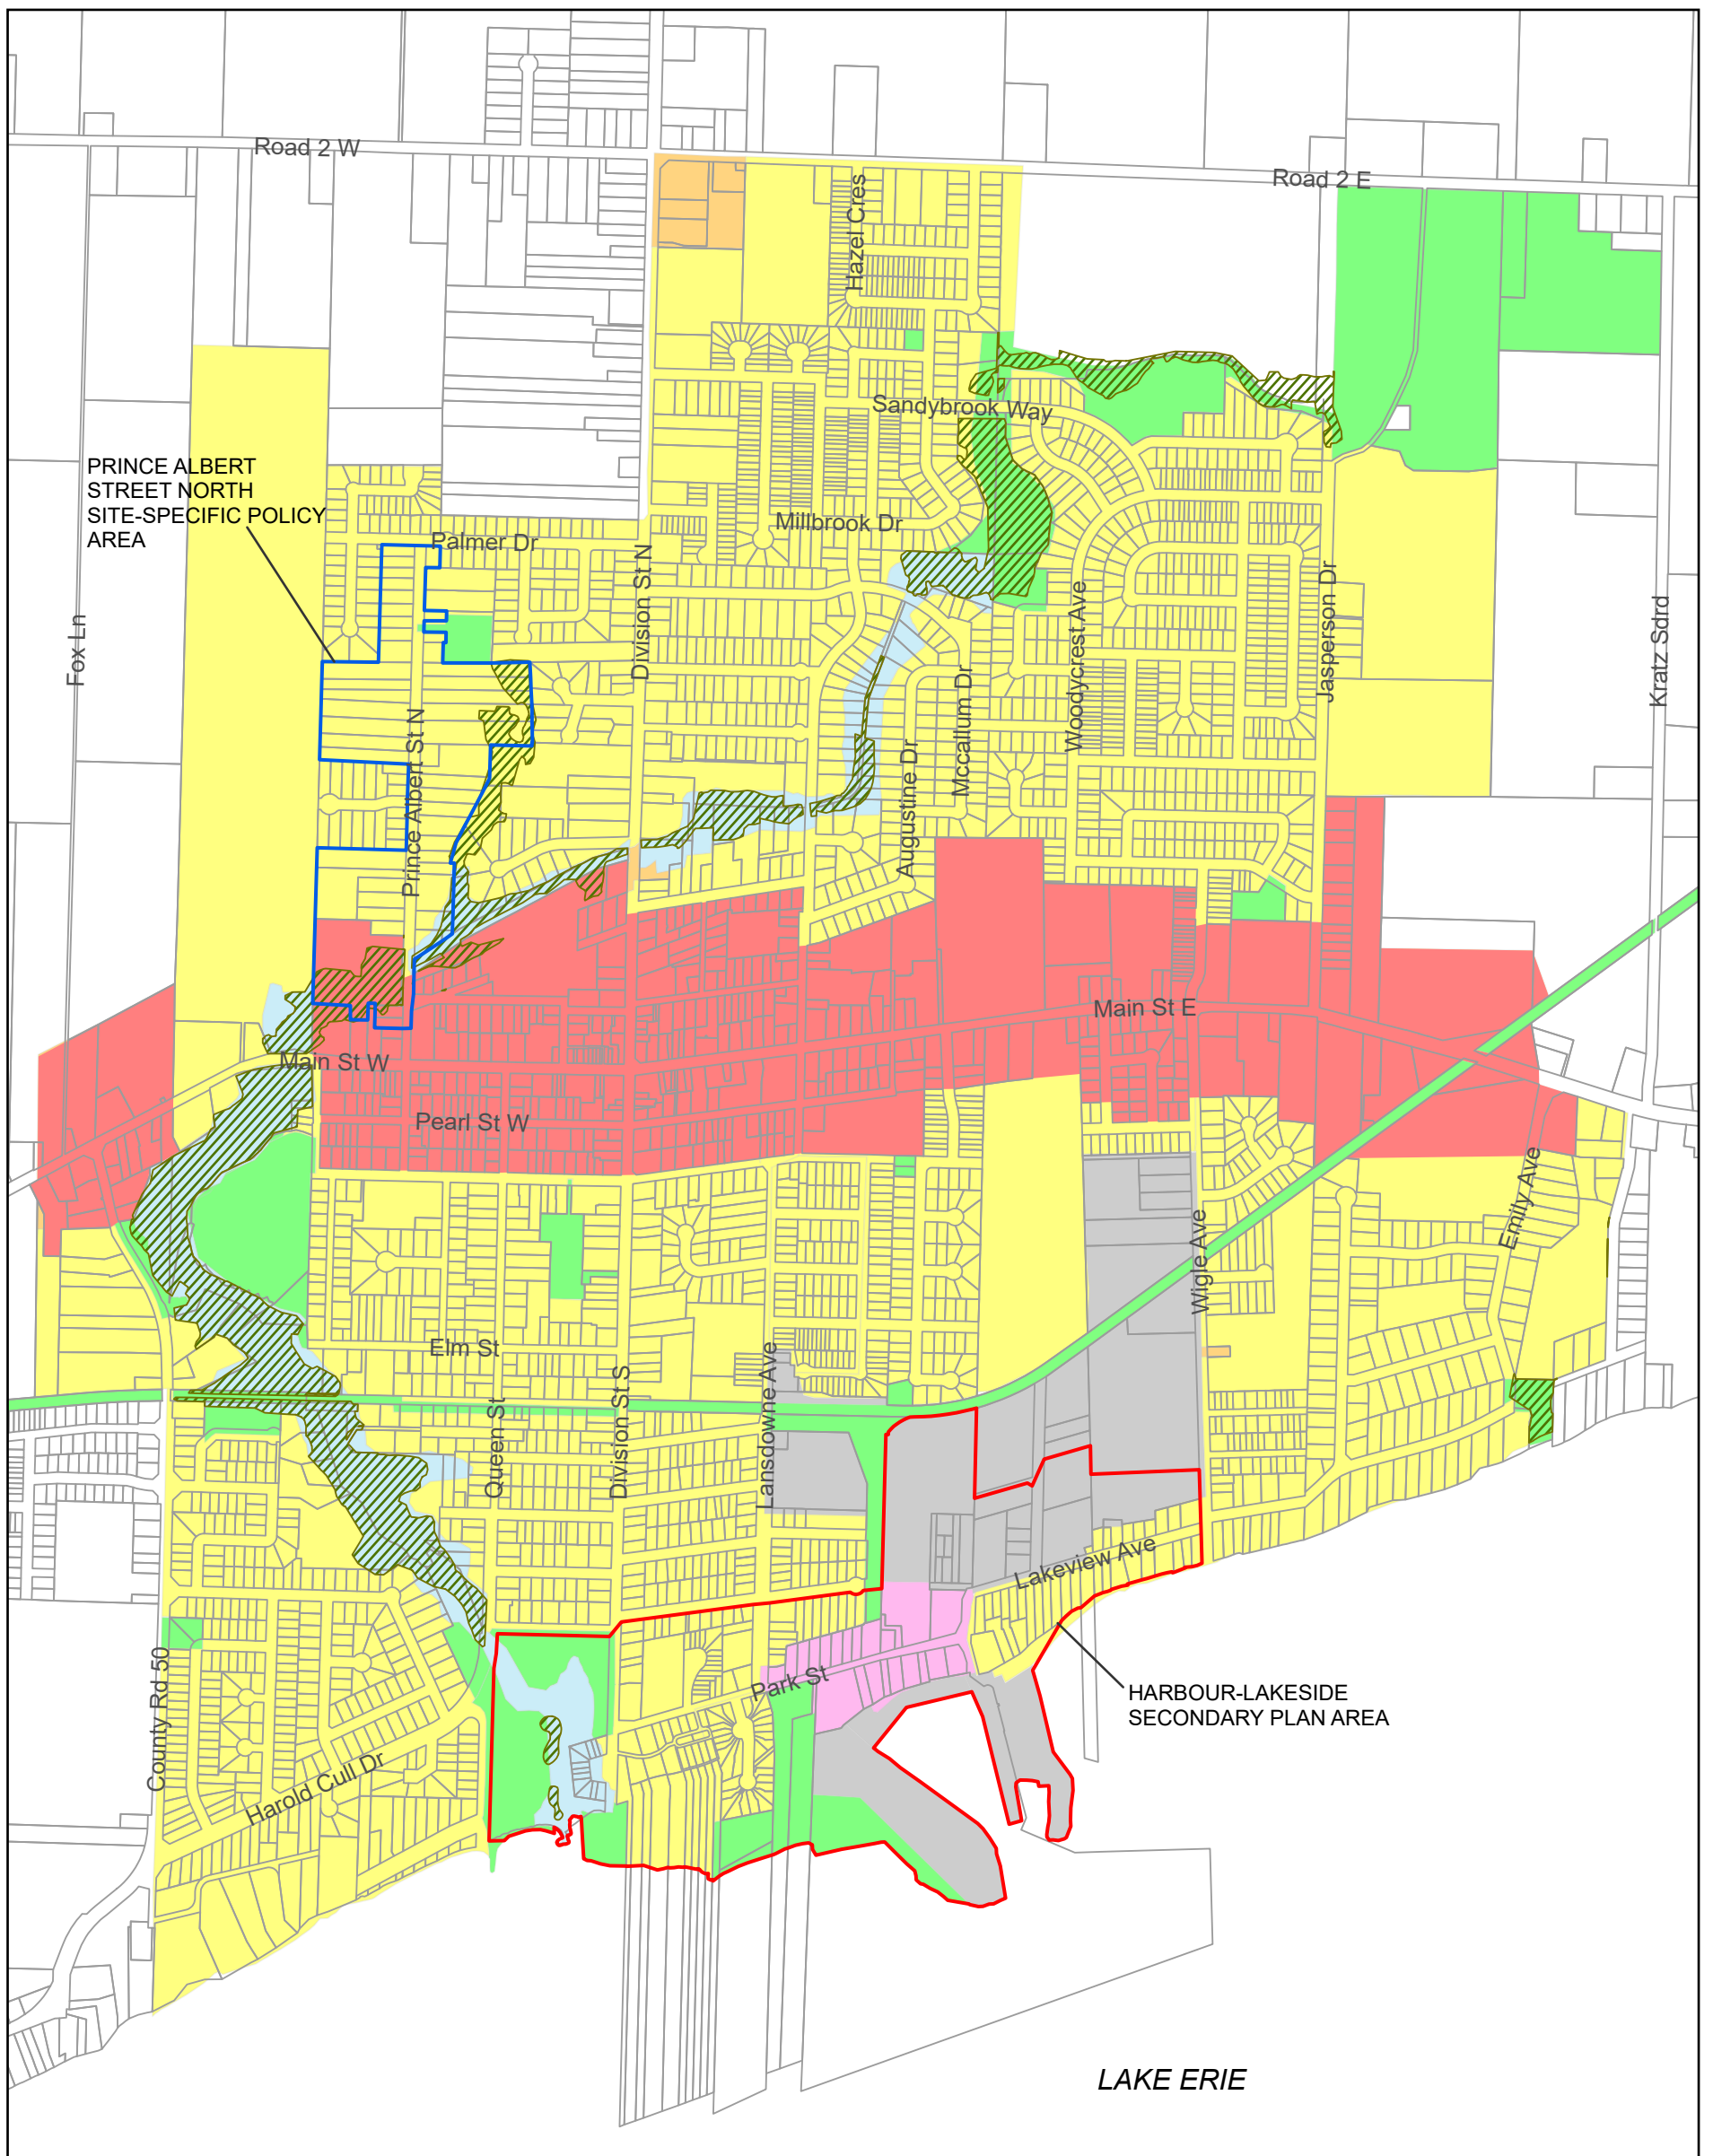 Road 2 W
Road 2 E
Hazel Cres
Sandybrook Way
PRINCE ALBERT
STREET NORTH
SITE-SPECIFIC POLICY
AREA
Millbrook Dr
Palmer Dr
Division St N
Fox Ln
Woodycrest Ave
Jasperson Dr
Kratz Sdrd
Mccallum Dr
Augustine Dr
Prince Albert St N
Main St E
Main St W
Pearl St W
Emily Ave
Wigle Ave
Elm St
Queen St
Division St S
Lansdowne Ave
Lakeview Ave
Park St
County Rd 50
Harold Cull Dr
HARBOUR-LAKESIDE
SECONDARY PLAN AREA
LAKE ERIE